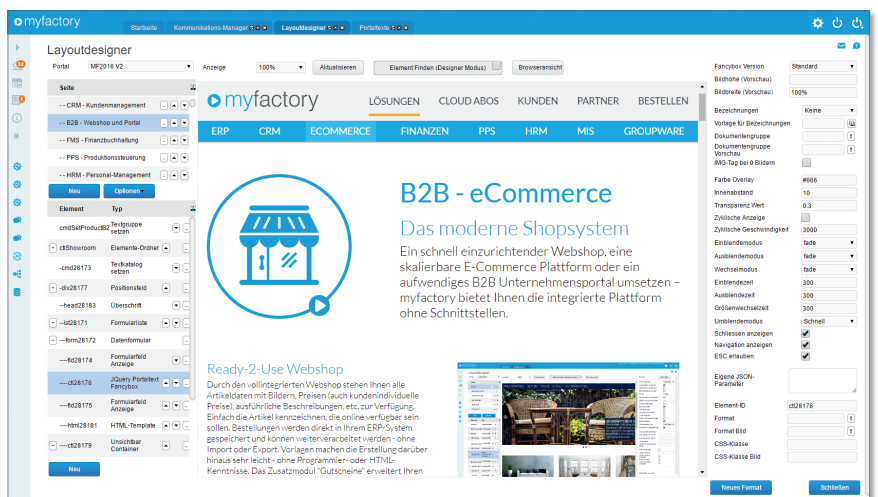 myfactory
Startseite
Kommunikations-Manager
Layoutdesigner
Portaltexte
Layoutdesigner
Portal
MF2016 V2
Anzeige
100%
Aktualisieren
Element Finden (Designer Modus)
Browseransicht
Seite
- - CRM - Kundenmanagement
- - B2B - Webshop und Portal
- - FMS - Finanzbuchhaltung
- - PPS - Produktionssteuerung
- - HRM - Personal-Management
Neu
Optionen
Element Typ
cmdSetProductB2 Textgruppe setzen
ctlShowroom Elemente-Ordner
-cmd28173 Textkatalog setzen
-div28177 Positionsfeld
--head28183 Überschrift
--lst28171 Formularliste
---form28172 Datenformular
----fld28174 Formularfeld Anzeige
----ctl28176 JQuery Portaltext Fancybox
----fld28175 Formularfeld Anzeige
----html28181 HTML-Template
----ctl28179 Unsichtbar Container
Neu
myfactory
LÖSUNGEN CLOUD ABOS KUNDEN PARTNER BESTELLEN
ERP CRM ECOMMERCE FINANZEN PPS HRM MIS GROUPWARE
B2B - eCommerce
Das moderne Shopsystem
Ein schnell einzurichtender Webshop, eine
skalierbare E-Commerce Plattform oder ein
aufwendiges B2B Unternehmensportal umsetzen –
myfactory bietet Ihnen die integrierte Plattform
ohne Schnittstellen.
Ready-2-Use Webshop
Durch den vollintegrierten Webshop stehen Ihnen alle
Artikeldaten mit Bildern, Preisen (auch kundenindividuelle
Preise), ausführliche Beschreibungen, etc. zur Verfügung.
Einfach die Artikel kennzeichnen, die online verfügbar sein
sollen. Bestellungen werden direkt in Ihrem ERP-System
gespeichert und können weiterverarbeitet werden - ohne
Import oder Export. Vorlagen machen die Erstellung darüber
hinaus sehr leicht - ohne Programmier- oder HTML-
Kenntnisse. Das Zusatzmodul "Gutscheine" erweitert Ihren
Fancybox Version Standard
Bildhöhe (Vorschau)
Bildbreite (Vorschau) 100%
Bezeichnungen Keine
Vorlage für Bezeichnungen
Dokumentengruppe
Dokumentengruppe Vorschau
IMG-Tag bei 0 Bildern
Farbe Overlay #666
Innenabstand 10
Transparenz Wert 0.3
Zyklische Anzeige
Zyklische Geschwindigkeit 3000
Einblendemodus fade
Ausblendemodus fade
Wechselmodus fade
Einblendezeit 300
Ausblendezeit 300
Größenwechselzeit 300
Umblendemodus Schnell
Schliessen anzeigen
Navigation anzeigen
ESC erlauben
Eigene JSON-Parameter
Element-ID ctl28176
Format
Format Bild
CSS-Klasse
CSS-Klasse Bild
Neues Format
Schließen